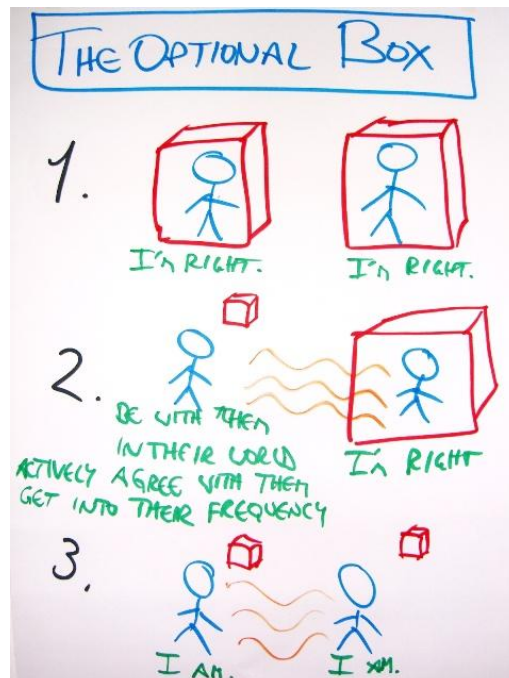 THE OPTIONAL BOX
1.
I'M RIGHT.
I'M RIGHT.
2.
BE WITH THEM
IN THEIR WORLD
ACTIVELY AGREE WITH THEM
GET INTO THEIR FREQUENCY
I'M RIGHT
3.
I AM.
I AM.